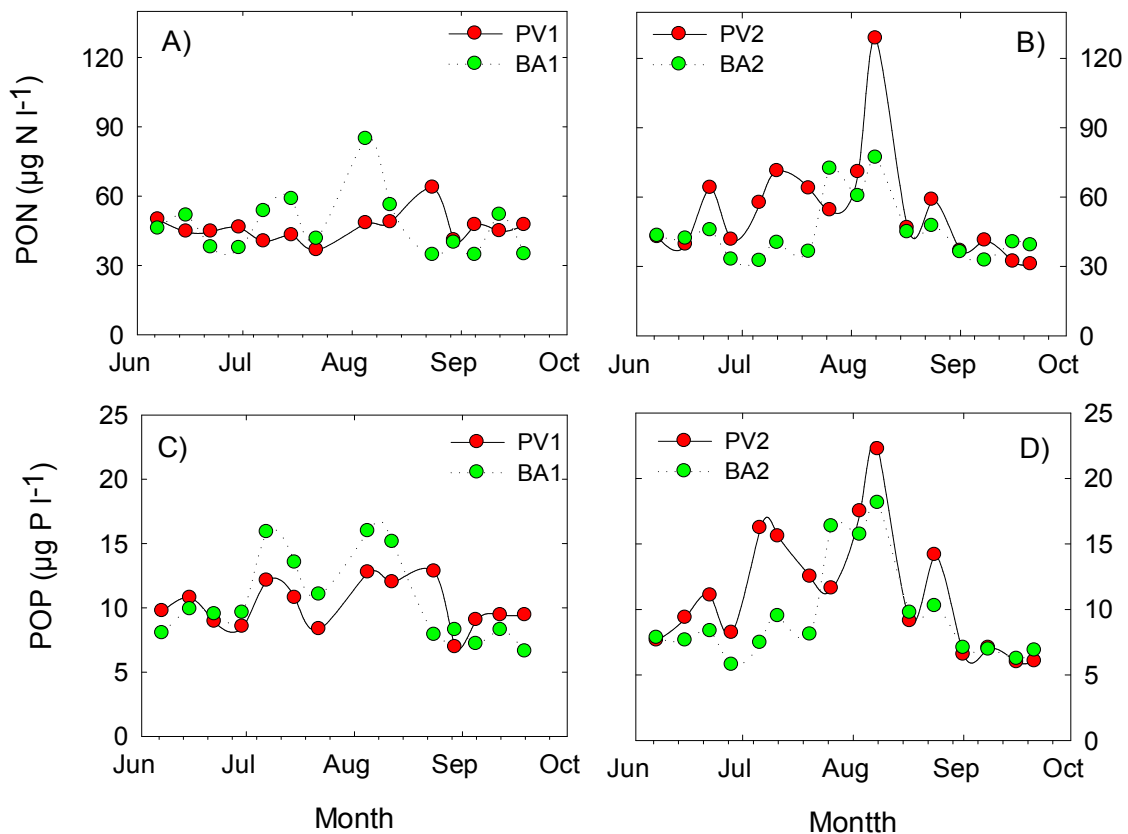 A)
PV1
BA1
PON (µg N l-1)
120
90
60
30
0
Jun Jul Aug Sep Oct
B)
PV2
BA2
120
90
60
30
0
Jun Jul Aug Sep Oct
C)
PV1
BA1
POP (µg P l-1)
25
20
15
10
5
0
Jun Jul Aug Sep Oct
Month
D)
PV2
BA2
25
20
15
10
5
0
Jun Jul Aug Sep Oct
Montth